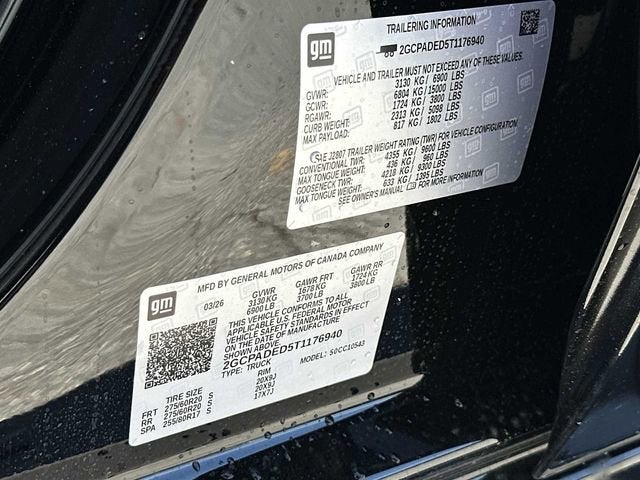 gm
TRAILERING INFORMATION
2GCPADED5T1176940
VEHICLE AND TRAILER MUST NOT EXCEED ANY OF THESE VALUES.
GVWR: 3130 KG / 6900 LBS
GCWR: 6804 KG / 15000 LBS
RGAWR: 1724 KG / 3800 LBS
CURB WEIGHT: 2313 KG / 5098 LBS
MAX PAYLOAD: 817 KG / 1802 LBS
SAE J2807 TRAILER WEIGHT RATING (TWR) FOR VEHICLE CONFIGURATION
CONVENTIONAL TWR: 4355 KG / 9600 LBS
MAX TONGUE WEIGHT: 436 KG / 960 LBS
GOOSENECK TWR: 4218 KG / 9300 LBS
MAX TONGUE WEIGHT: 633 KG / 1395 LBS
SEE OWNER'S MANUAL FOR MORE INFORMATION
gm
MFD BY GENERAL MOTORS OF CANADA COMPANY
03/26 GVWR GAWR FRT GAWR RR
3130 KG 1678 KG 1724 KG
6900 LB 3700 LB 3800 LB
THIS VEHICLE CONFORMS TO ALL
APPLICABLE U.S. FEDERAL MOTOR
VEHICLE SAFETY STANDARDS IN EFFECT
ON THE DATE OF MANUFACTURE
SHOWN ABOVE.
2GCPADED5T1176940
TYPE: TRUCK MODEL: S0CC10543
TIRE SIZE RIM
FRT 275/60R20 S 20X9J
RR 275/60R20 S 20X9J
SPA 255/80R17 S 17X7J